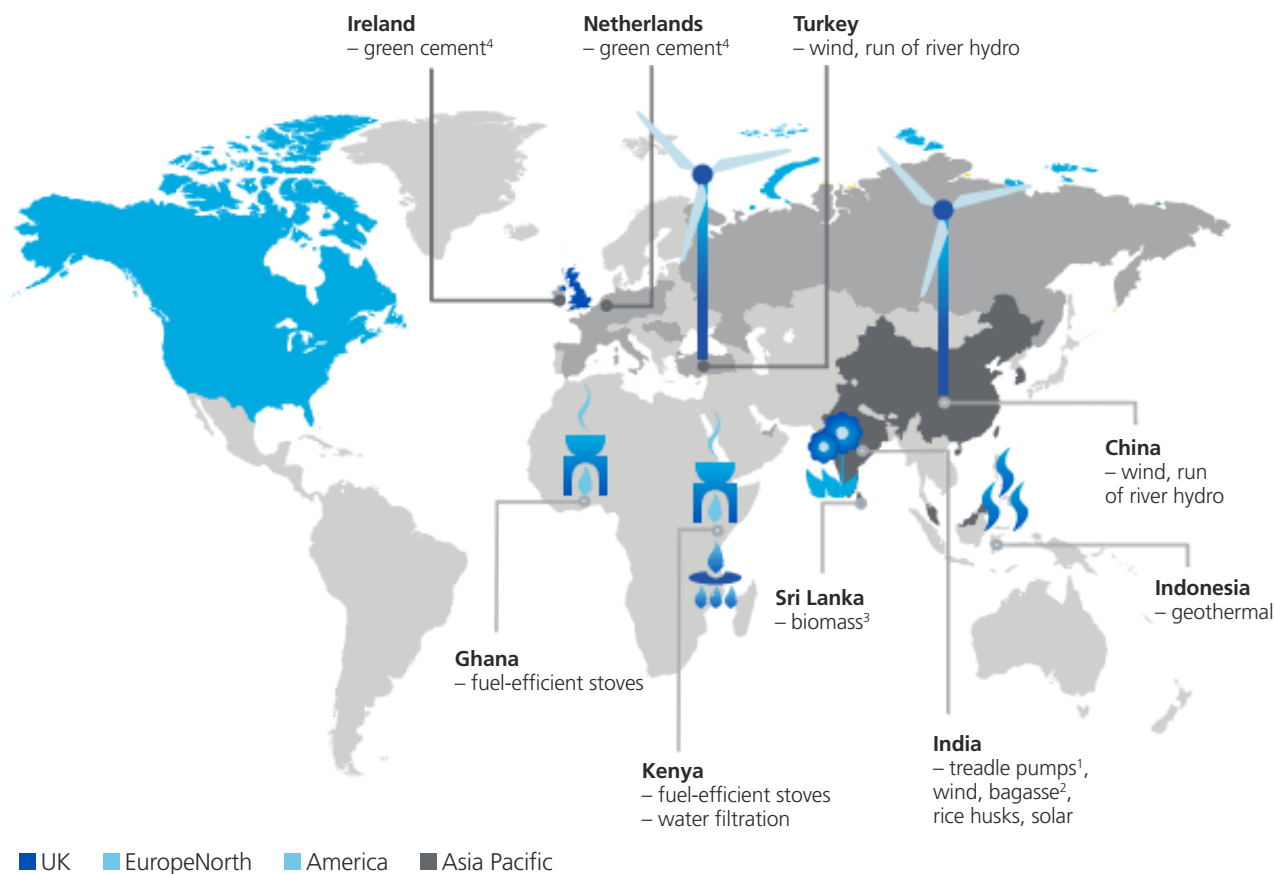 Ireland
– green cement⁴
Netherlands
– green cement⁴
Turkey
– wind, run of river hydro
China
– wind, run
of river hydro
Indonesia
– geothermal
Sri Lanka
– biomass³
Ghana
– fuel-efficient stoves
India
– treadle pumps¹,
wind, bagasse²,
rice husks, solar
Kenya
– fuel-efficient stoves
– water filtration
UK EuropeNorth America Asia Pacific